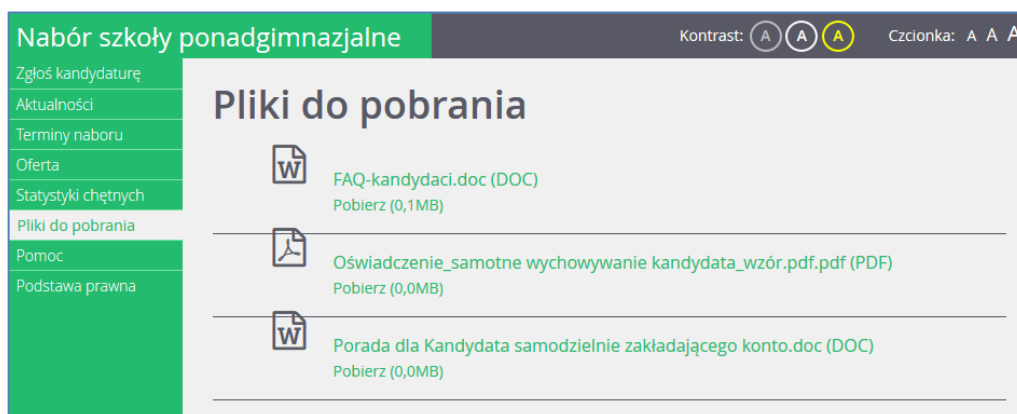 Nabór szkoły ponadgimnazjalne
Kontrast: A A A
Czcionka: A A A
Zgłoś kandydaturę
Aktualności
Terminy naboru
Oferta
Statystyki chętnych
Pliki do pobrania
Pomoc
Podstawa prawna
Pliki do pobrania
W
FAQ-kandydaci.doc (DOC)
Pobierz (0,1MB)
Oświadczenie_samotne wychowywanie kandydata_wzór.pdf.pdf (PDF)
Pobierz (0,0MB)
W
Porada dla Kandydata samodzielnie zakładającego konto.doc (DOC)
Pobierz (0,0MB)